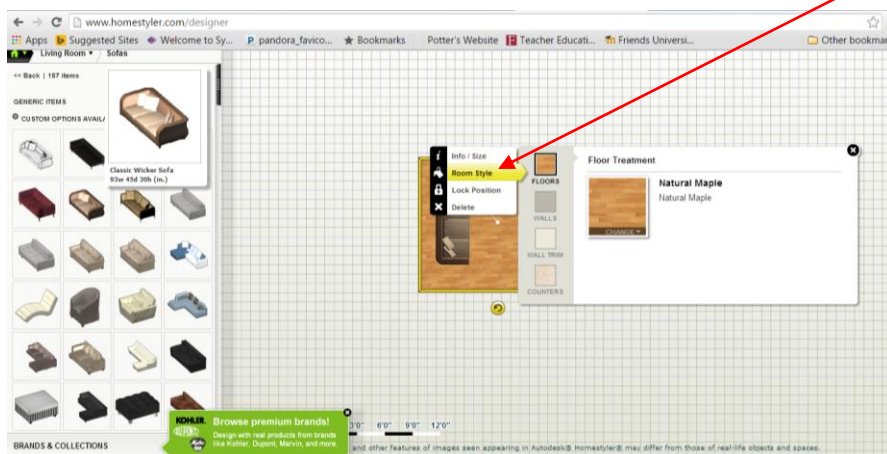 www.homestyler.com/designer
Apps Suggested Sites Welcome to Sy... pandora_favico... Bookmarks Potter's Website Teacher Educati... Friends Universi... Other bookmar
Living Room Sofas
<< Back | 187 items
GENERIC ITEMS
CUSTOM OPTIONS AVAIL
Classic Wicker Sofa
93w 45d 30h (in.)
Info / Size
Room Style
Lock Position
Delete
FLOORS
WALLS
WALL TRIM
COUNTERS
Floor Treatment
Natural Maple
Natural Maple
CHANGE
KOHLER.
Browse premium brands!
Design with real products from brands
like Kohler, Dupont, Marvin, and more.
3'0" 6'0" 9'0" 12'0"
BRANDS & COLLECTIONS
and other features of images seen appearing in Autodesk® Homestyler® may differ from those of real-life objects and spaces.